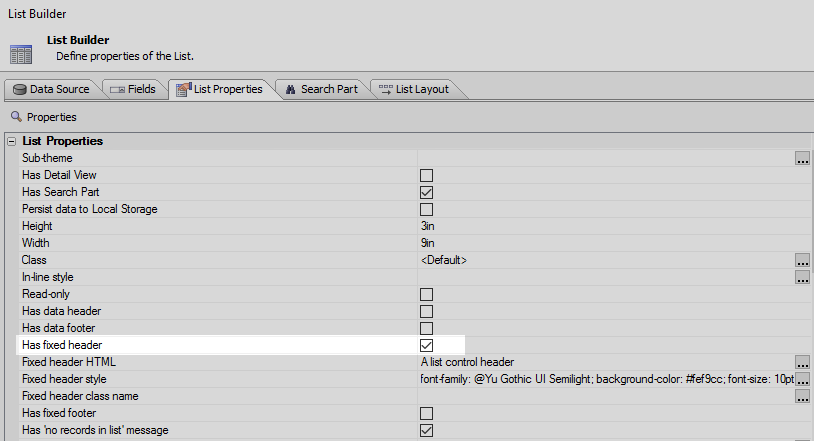 List Builder
List Builder
Define properties of the List.
Data Source Fields List Properties Search Part List Layout
Properties
List Properties
Sub-theme ...
Has Detail View
Has Search Part
Persist data to Local Storage
Height 3in
Width 9in
Class <Default> ...
In-line style ...
Read-only
Has data header
Has data footer
Has fixed header
Fixed header HTML A list control header ...
Fixed header style font-family: @Yu Gothic UI Semilight; background-color: #fef9cc; font-size: 10pt ...
Fixed header class name ...
Has fixed footer
Has 'no records in list' message